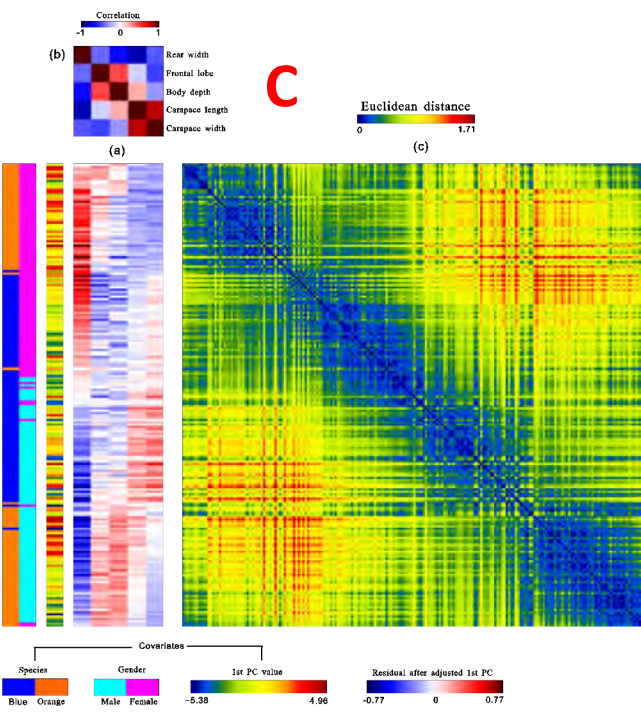 Correlation
-1 0 1
(b)
Rear width
Frontal lobe
Body depth
Carapace length
Carapace width
C
Euclidean distance
0 1.71
(a)
(c)
Covariates
Species
Blue Orange
Gender
Male Female
1st PC value
-5.38 4.96
Residual after adjusted 1st PC
-0.77 0 0.77